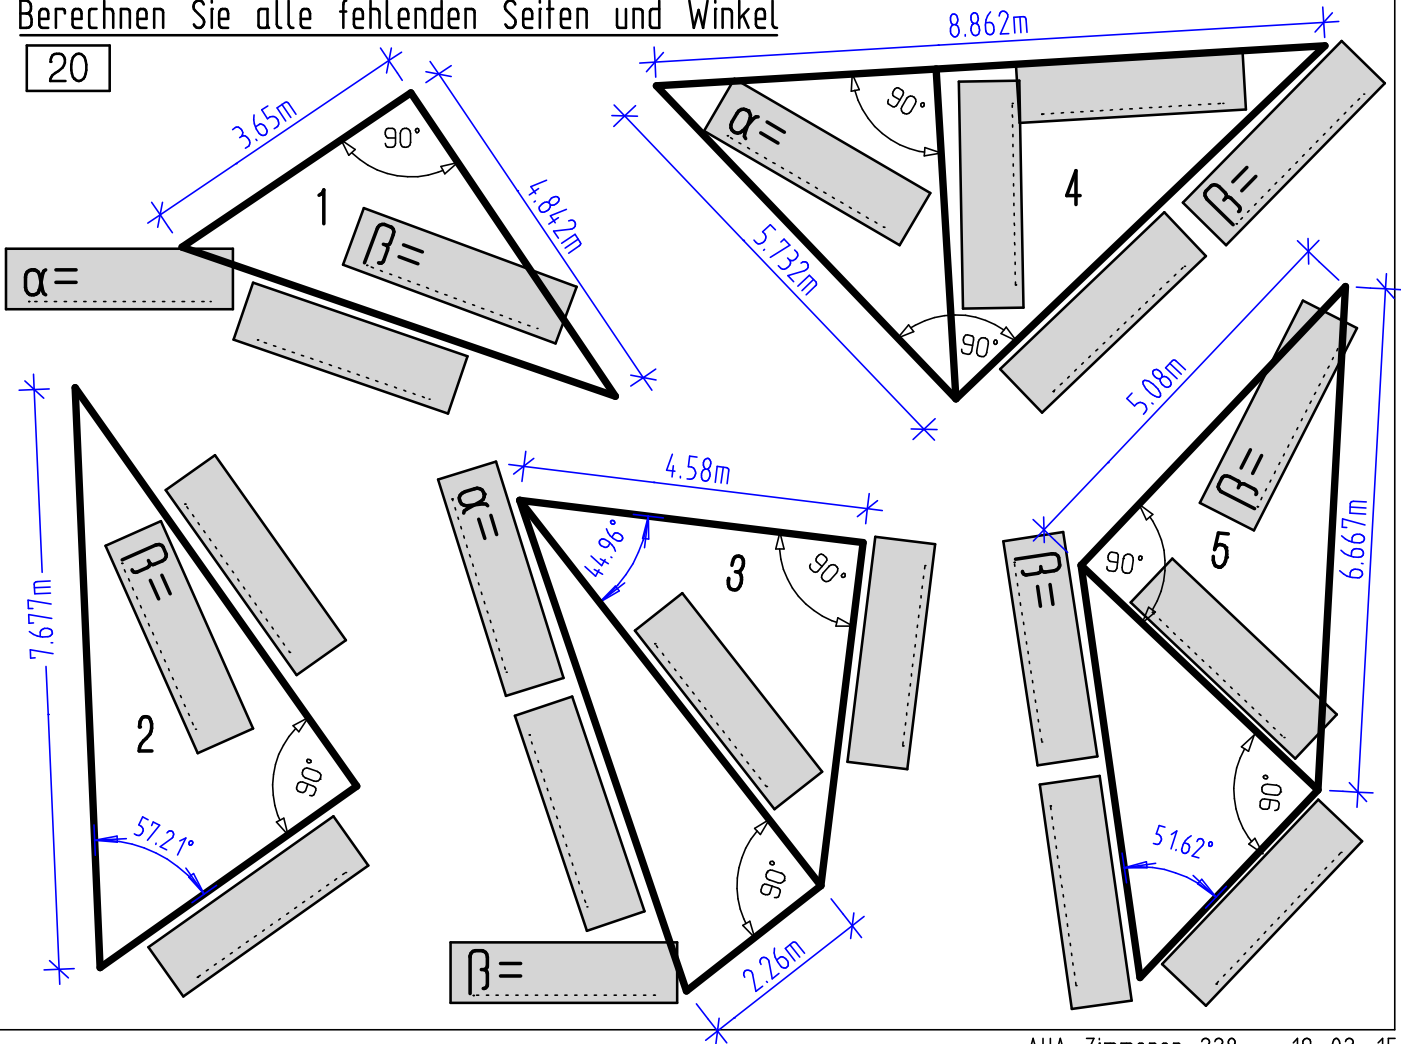 Berechnen Sie alle fehlenden Seiten und Winkel
20
3.65m
90°
4.842m
1
α=
β=
8.862m
90°
α=
5.732m
4
90°
β=
7.677m
β=
2
90°
57.21°
4.58m
α=
44.96°
3
90°
90°
β=
2.26m
5.08m
β=
5
6.667m
90°
β=
90°
51.62°